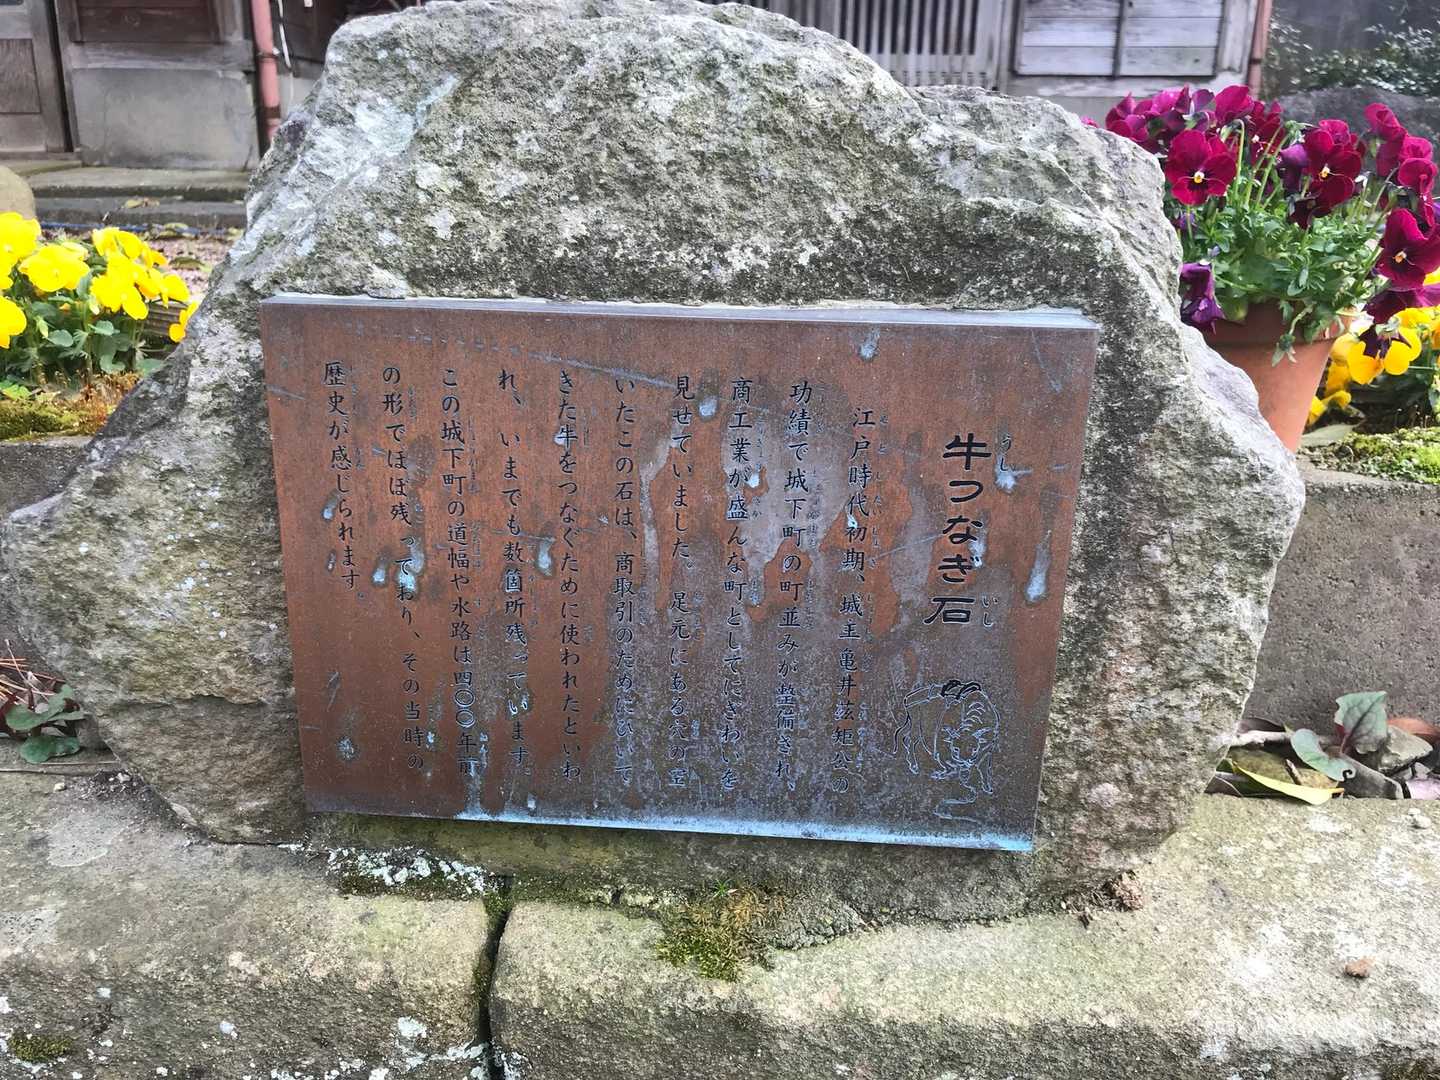 牛つなぎ石
江戸時代初期、城主亀井茲矩公の
功績で城下町の町並みが整備され、
商工業が盛んな町としてにぎわいを
見せていました。足元にある穴の空
いたこの石は、商取引のためにひいて
きた牛をつなぐために使われたといわ
れ、いまでも数箇所残っています。
この城下町の道幅や水路は四〇〇年前
の形でほぼ残っており、その当時の
歴史が感じられます。